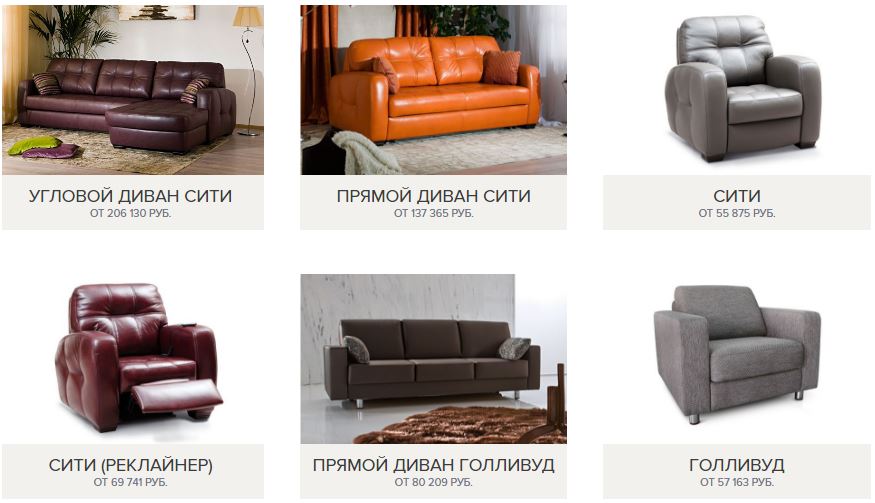 УГЛОВОЙ ДИВАН СИТИ
ОТ 206 130 РУБ.
ПРЯМОЙ ДИВАН СИТИ
ОТ 137 365 РУБ.
СИТИ
ОТ 55 875 РУБ.
СИТИ (РЕКЛАЙНЕР)
ОТ 69 741 РУБ.
ПРЯМОЙ ДИВАН ГОЛЛИВУД
ОТ 80 209 РУБ.
ГОЛЛИВУД
ОТ 57 163 РУБ.